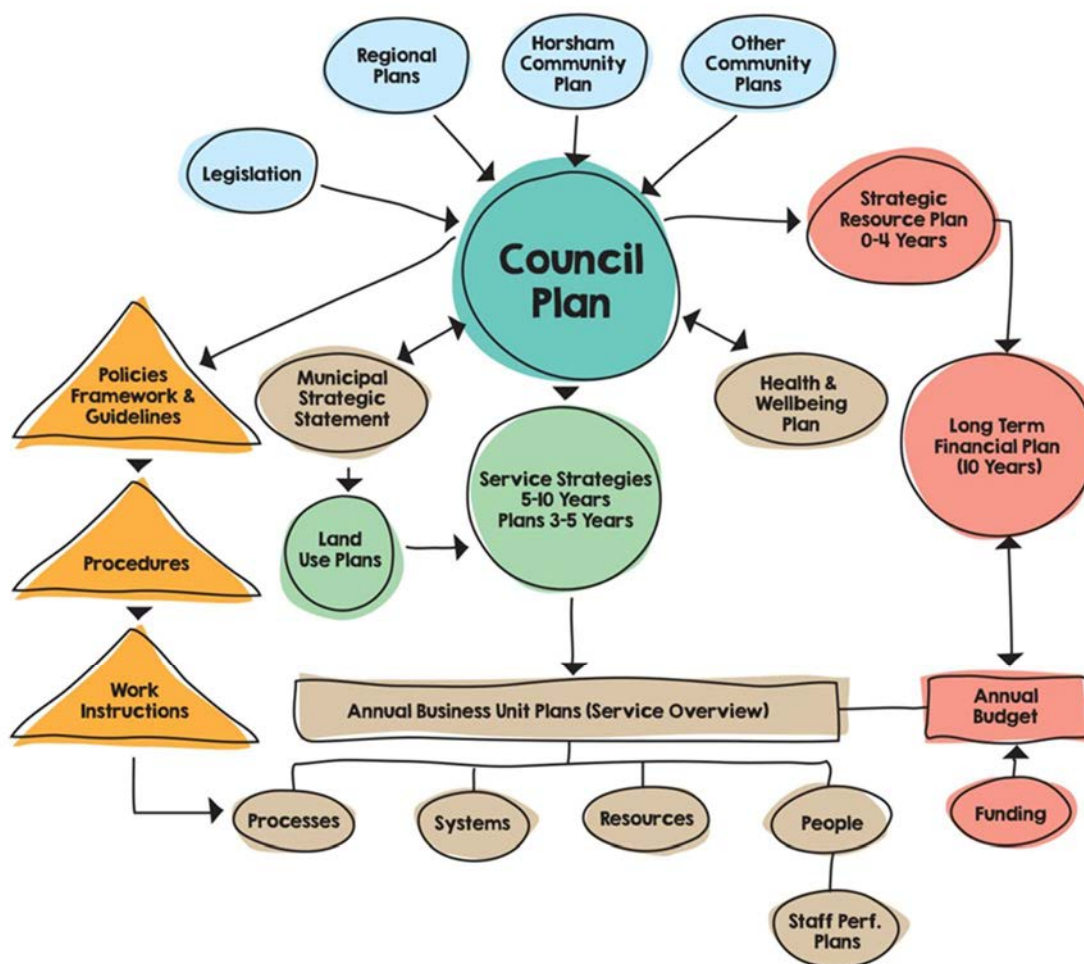 Regional
Plans
Horsham
Community
Plan
Other
Community
Plans
Legislation
Council
Plan
Strategic
Resource Plan
0-4 Years
Policies
Framework &
Guidelines
Municipal
Strategic
Statement
Health &
Wellbeing
Plan
Long Term
Financial Plan
(10 Years)
Service Strategies
5-10 Years
Plans 3-5 Years
Land
Use Plans
Procedures
Work
Instructions
Annual Business Unit Plans (Service Overview)
Annual
Budget
Processes
Systems
Resources
People
Funding
Staff Perf.
Plans